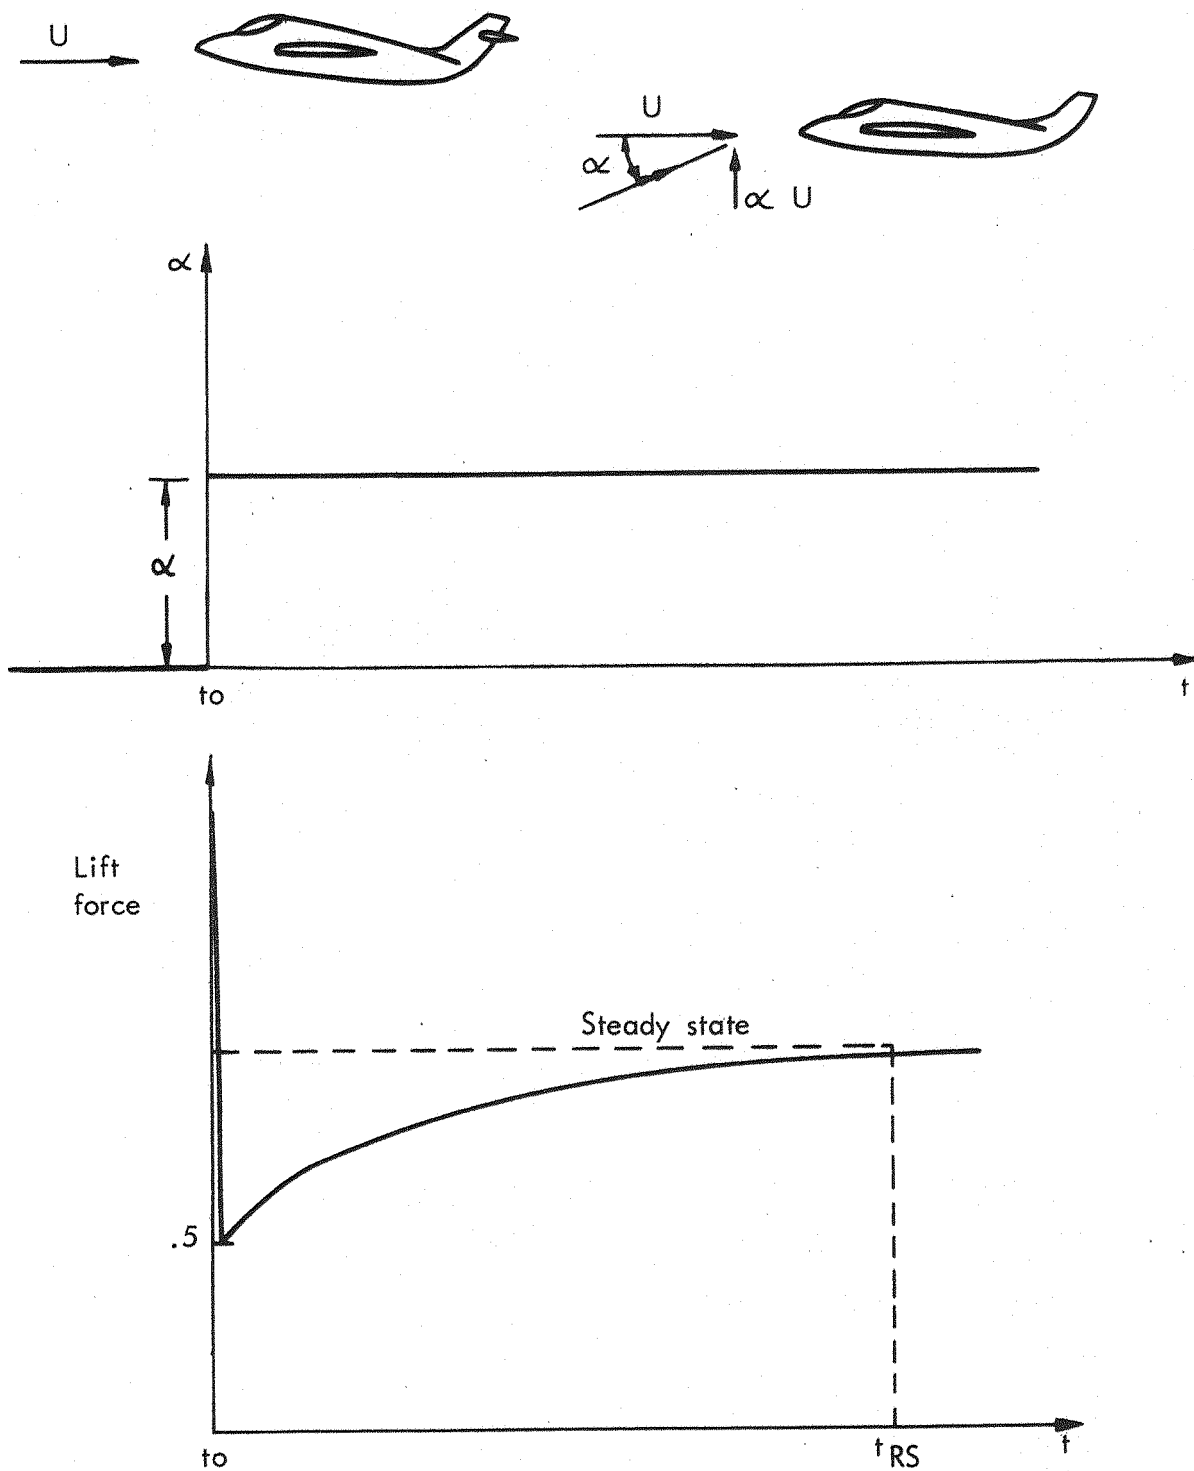 U
U
α
α U
α
α
to
t
Lift
force
Steady state
.5
to
tRS
t